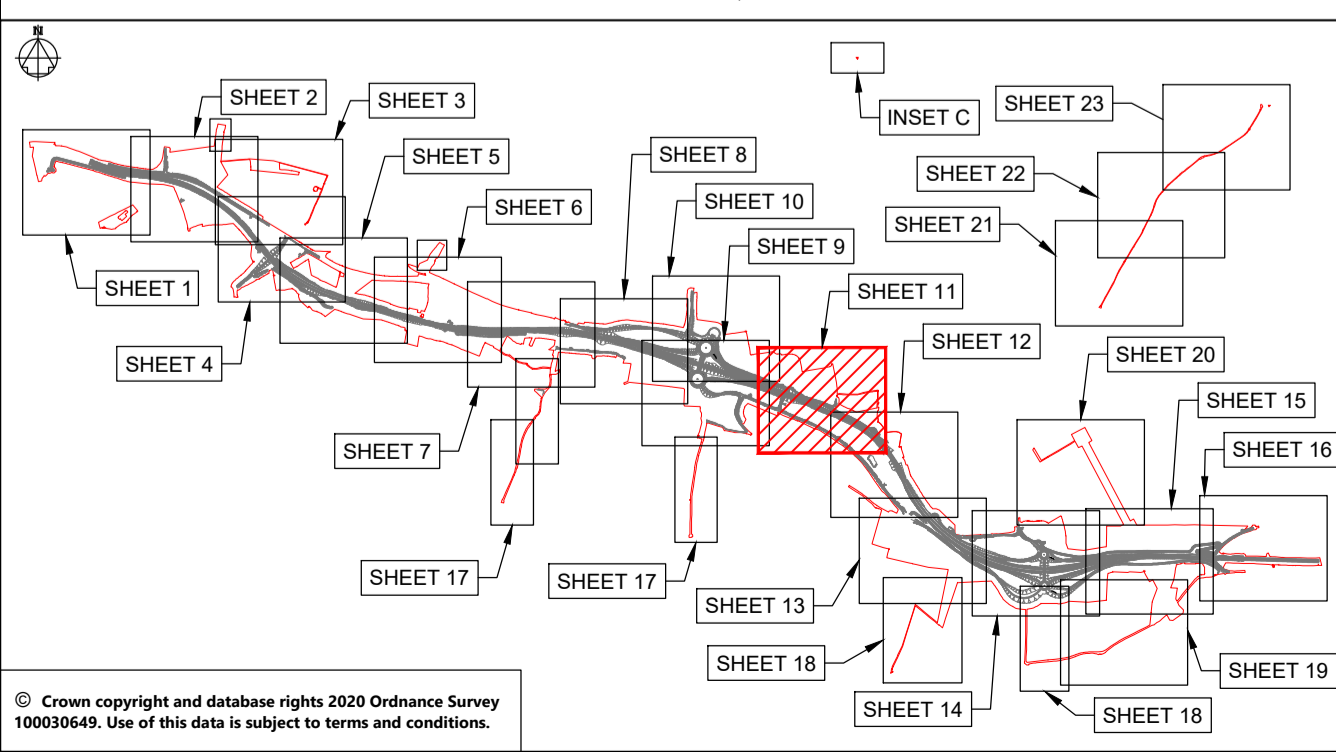 N
SHEET 2
SHEET 3
INSET C
SHEET 23
SHEET 5
SHEET 8
SHEET 22
SHEET 6
SHEET 10
SHEET 21
SHEET 9
SHEET 1
SHEET 11
SHEET 12
SHEET 4
SHEET 20
SHEET 15
SHEET 7
SHEET 16
SHEET 17
SHEET 17
SHEET 13
SHEET 18
SHEET 19
SHEET 14
SHEET 18
© Crown copyright and database rights 2020 Ordnance Survey
100030649. Use of this data is subject to terms and conditions.